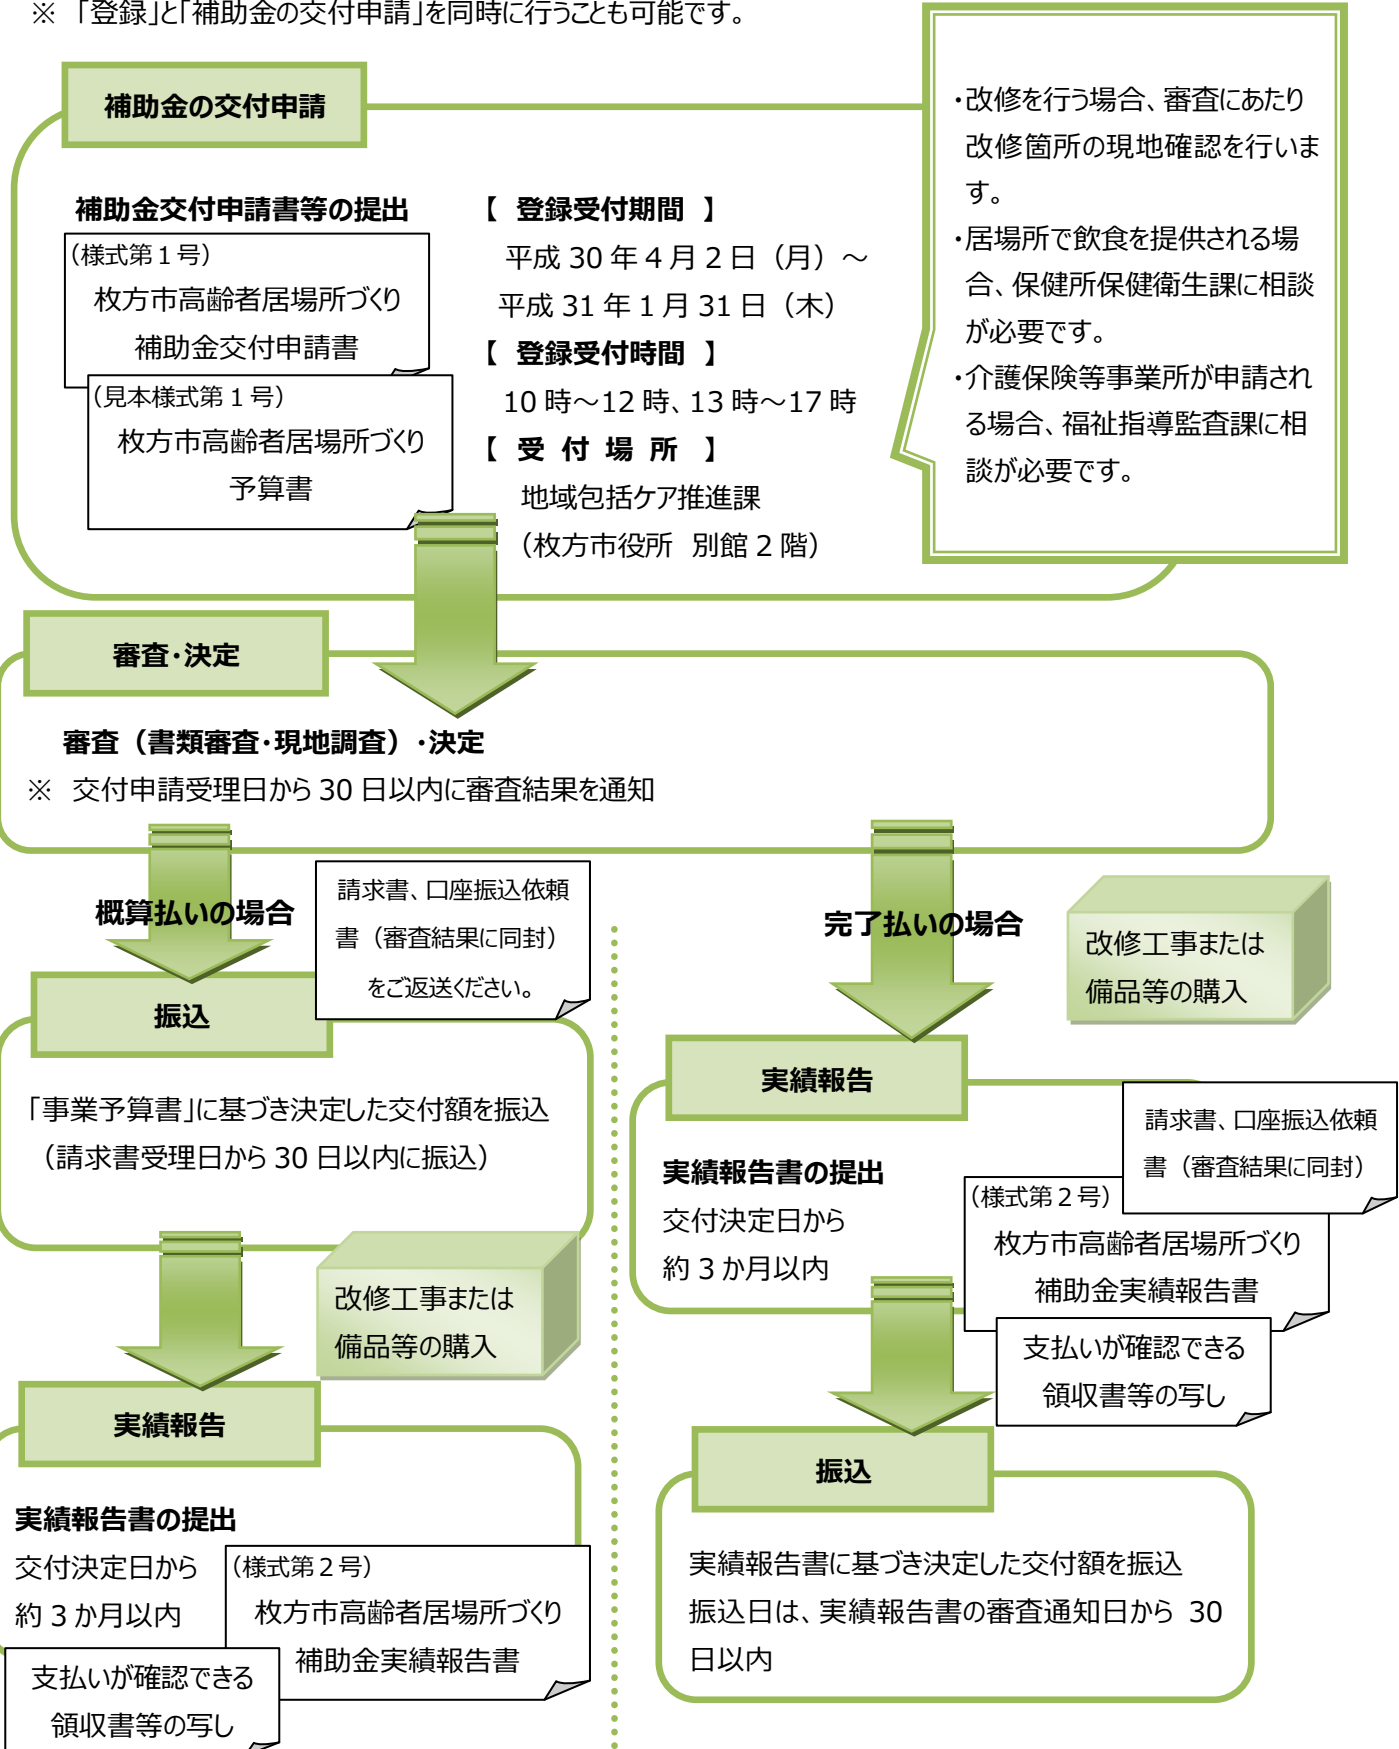 ※ 「登録」と「補助金の交付申請」を同時に行うことも可能です。
補助金の交付申請
補助金交付申請書等の提出
(様式第1号)
枚方市高齢者居場所づくり
補助金交付申請書
(見本様式第1号)
枚方市高齢者居場所づくり
予算書
【 登録受付期間 】
平成 30 年 4 月 2 日(月)～
平成 31 年 1 月 31 日(木)
【 登録受付時間 】
10 時～12 時、13 時～17 時
【 受 付 場 所 】
地域包括ケア推進課
(枚方市役所 別館 2 階)
・改修を行う場合、審査にあたり
改修箇所の現地確認を行いま
す。
・居場所で飲食を提供される場
合、保健所保健衛生課に相談
が必要です。
・介護保険等事業所が申請され
る場合、福祉指導監査課に相
談が必要です。
審査・決定
審査(書類審査・現地調査)・決定
※ 交付申請受理日から 30 日以内に審査結果を通知
概算払いの場合
請求書、口座振込依頼
書(審査結果に同封)
をご返送ください。
振込
「事業予算書」に基づき決定した交付額を振込
(請求書受理日から 30 日以内に振込)
改修工事または
備品等の購入
実績報告
実績報告書の提出
交付決定日から
約 3 か月以内
(様式第2号)
枚方市高齢者居場所づくり
補助金実績報告書
支払いが確認できる
領収書等の写し
完了払いの場合
改修工事または
備品等の購入
実績報告
請求書、口座振込依頼
書(審査結果に同封)
実績報告書の提出
交付決定日から
約 3 か月以内
(様式第2号)
枚方市高齢者居場所づくり
補助金実績報告書
支払いが確認できる
領収書等の写し
振込
実績報告書に基づき決定した交付額を振込
振込日は、実績報告書の審査通知日から 30
日以内